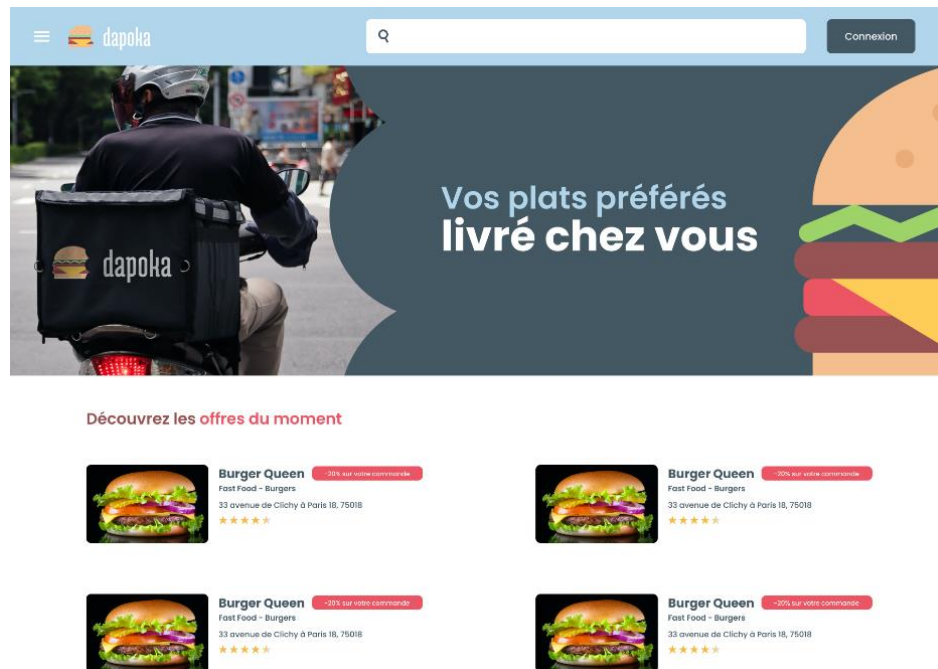 dapoka
Connexion
dapoka
Vos plats préférés
livré chez vous
Découvrez les offres du moment
Burger Queen -20% sur votre commande
Fast Food - Burgers
33 avenue de Clichy à Paris 18, 75018
Burger Queen -20% sur votre commande
Fast Food - Burgers
33 avenue de Clichy à Paris 18, 75018
Burger Queen -20% sur votre commande
Fast Food - Burgers
33 avenue de Clichy à Paris 18, 75018
Burger Queen -20% sur votre commande
Fast Food - Burgers
33 avenue de Clichy à Paris 18, 75018